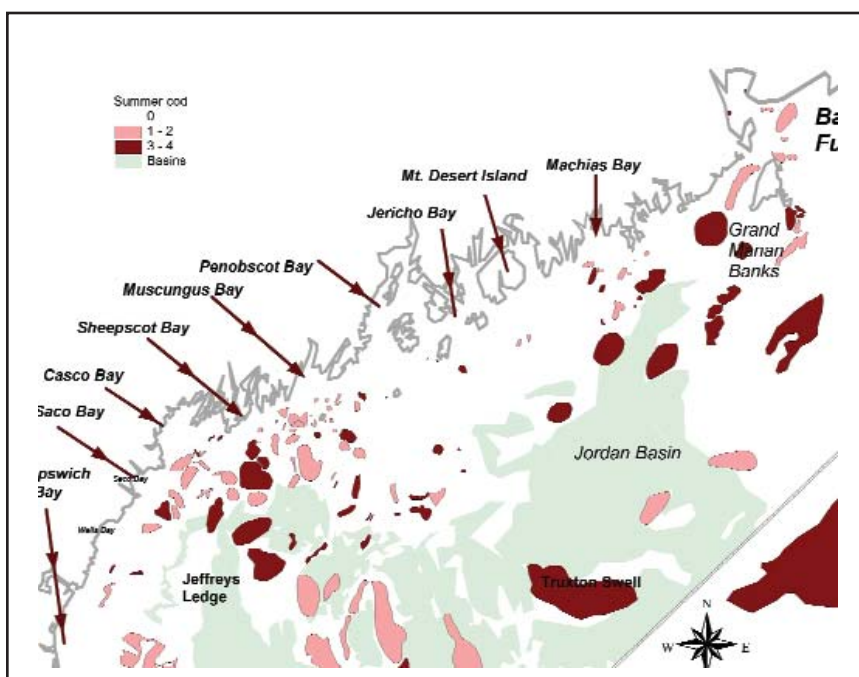 Summer cod
0
1 - 2
3 - 4
Basins
Ba
Fu
Machias Bay
Mt. Desert Island
Jericho Bay
Grand
Manan
Banks
Penobscot Bay
Muscungus Bay
Sheepscot Bay
Casco Bay
Saco Bay
Saco Bay
pswich
Bay
Wells Bay
Jordan Basin
Jeffreys
Ledge
Truxton Swell
N
W
E
S